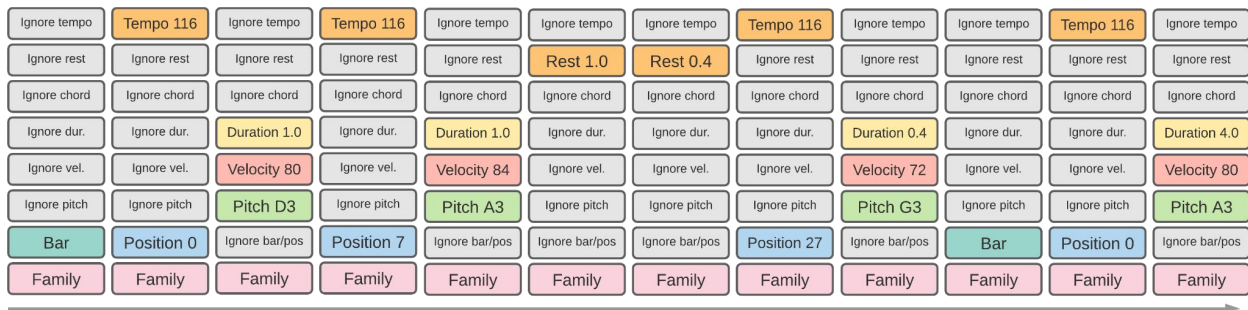 Ignore tempo Tempo 116 Ignore tempo Tempo 116 Ignore tempo Ignore tempo Ignore tempo Tempo 116 Ignore tempo Ignore tempo Tempo 116 Ignore tempo
Ignore rest Ignore rest Ignore rest Ignore rest Ignore rest Rest 1.0 Rest 0.4 Ignore rest Ignore rest Ignore rest Ignore rest Ignore rest
Ignore chord Ignore chord Ignore chord Ignore chord Ignore chord Ignore chord Ignore chord Ignore chord Ignore chord Ignore chord Ignore chord Ignore chord
Ignore dur. Ignore dur. Duration 1.0 Ignore dur. Duration 1.0 Ignore dur. Ignore dur. Ignore dur. Duration 0.4 Ignore dur. Ignore dur. Duration 4.0
Ignore vel. Ignore vel. Velocity 80 Ignore vel. Velocity 84 Ignore vel. Ignore vel. Ignore vel. Velocity 72 Ignore vel. Ignore vel. Velocity 80
Ignore pitch Ignore pitch Pitch D3 Ignore pitch Pitch A3 Ignore pitch Ignore pitch Ignore pitch Pitch G3 Ignore pitch Ignore pitch Pitch A3
Bar Position 0 Ignore bar/pos Position 7 Ignore bar/pos Ignore bar/pos Ignore bar/pos Position 27 Ignore bar/pos Bar Position 0 Ignore bar/pos
Family Family Family Family Family Family Family Family Family Family Family Family